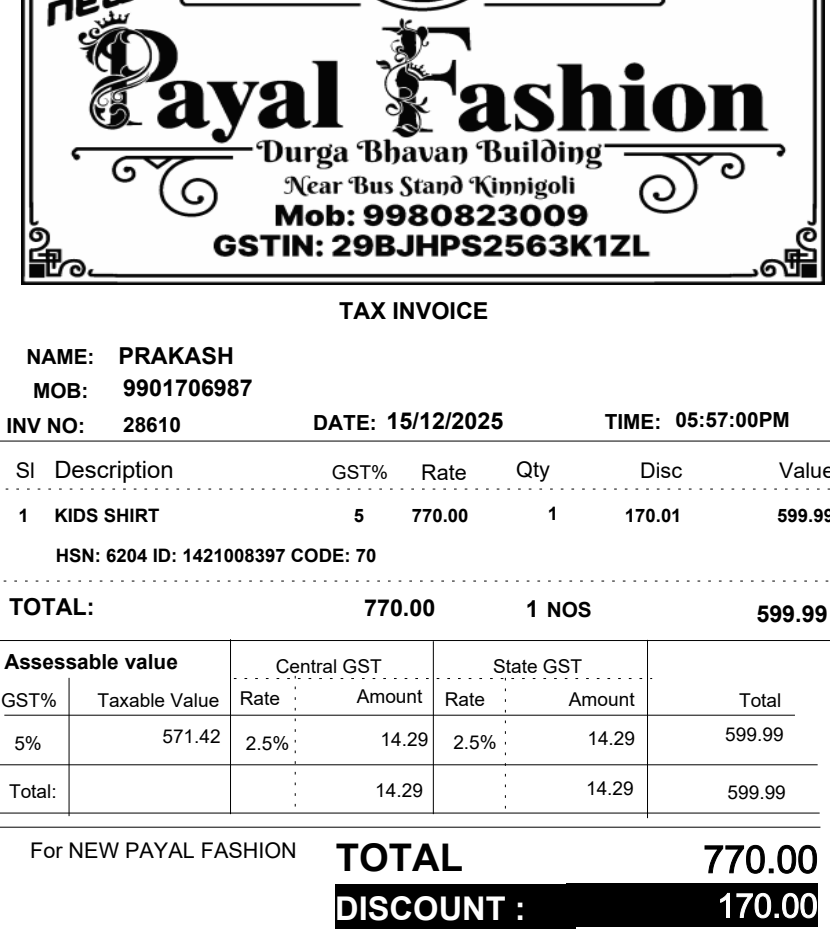 new
Payal Fashion
Durga Bhavan Building
Near Bus Stand Kinnigoli
Mob: 9980823009
GSTIN: 29BJHPS2563K1ZL
TAX INVOICE
NAME: PRAKASH
MOB: 9901706987
INV NO: 28610 DATE: 15/12/2025 TIME: 05:57:00PM
Sl Description GST% Rate Qty Disc Value
1 KIDS SHIRT 5 770.00 1 170.01 599.99
HSN: 6204 ID: 1421008397 CODE: 70
TOTAL: 770.00 1 NOS 599.99
Assessable value Central GST State GST
GST% Taxable Value Rate Amount Rate Amount Total
5% 571.42 2.5% 14.29 2.5% 14.29 599.99
Total: 14.29 14.29 599.99
For NEW PAYAL FASHION TOTAL 770.00
DISCOUNT : 170.00